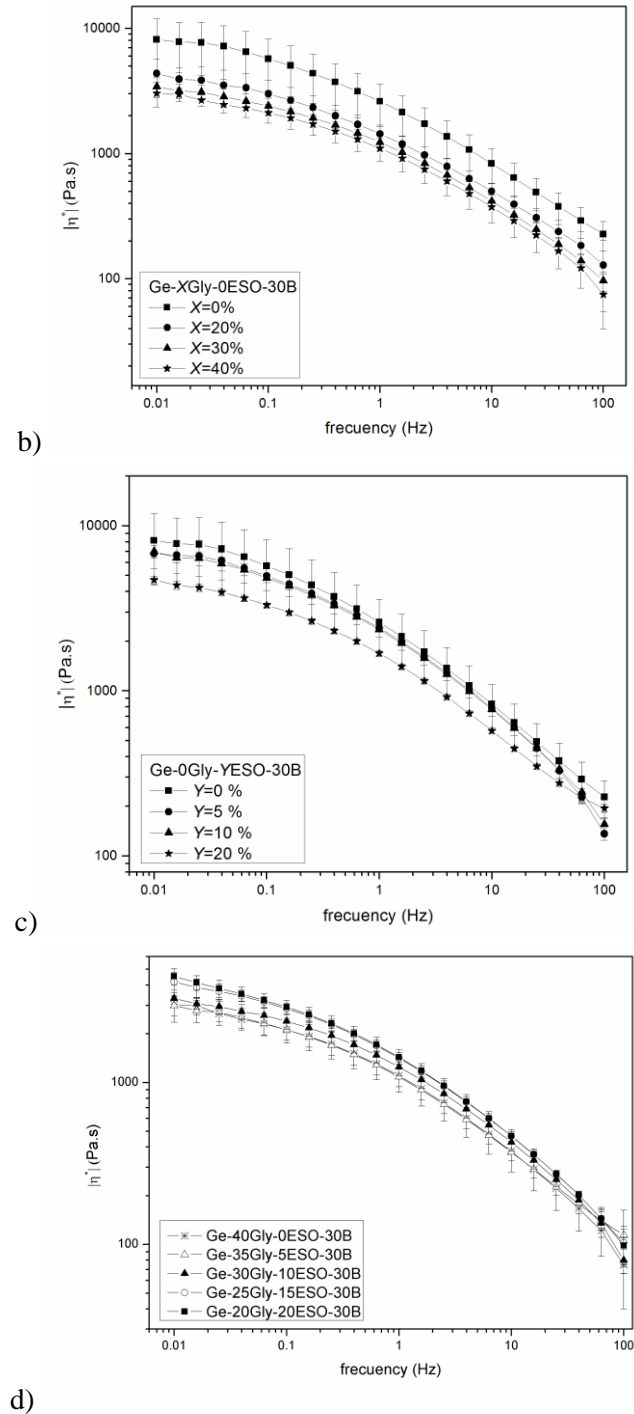 10000
1000
100
|η*| (Pa.s)
Ge-XGly-0ESO-30B
X=0%
X=20%
X=30%
X=40%
0.01 0.1 1 10 100
frecuency (Hz)
b)
10000
1000
100
|η*| (Pa.s)
Ge-0Gly-YESO-30B
Y=0 %
Y=5 %
Y=10 %
Y=20 %
0.01 0.1 1 10 100
frecuency (Hz)
c)
1000
100
|η*| (Pa.s)
Ge-40Gly-0ESO-30B
Ge-35Gly-5ESO-30B
Ge-30Gly-10ESO-30B
Ge-25Gly-15ESO-30B
Ge-20Gly-20ESO-30B
0.01 0.1 1 10 100
frecuency (Hz)
d)